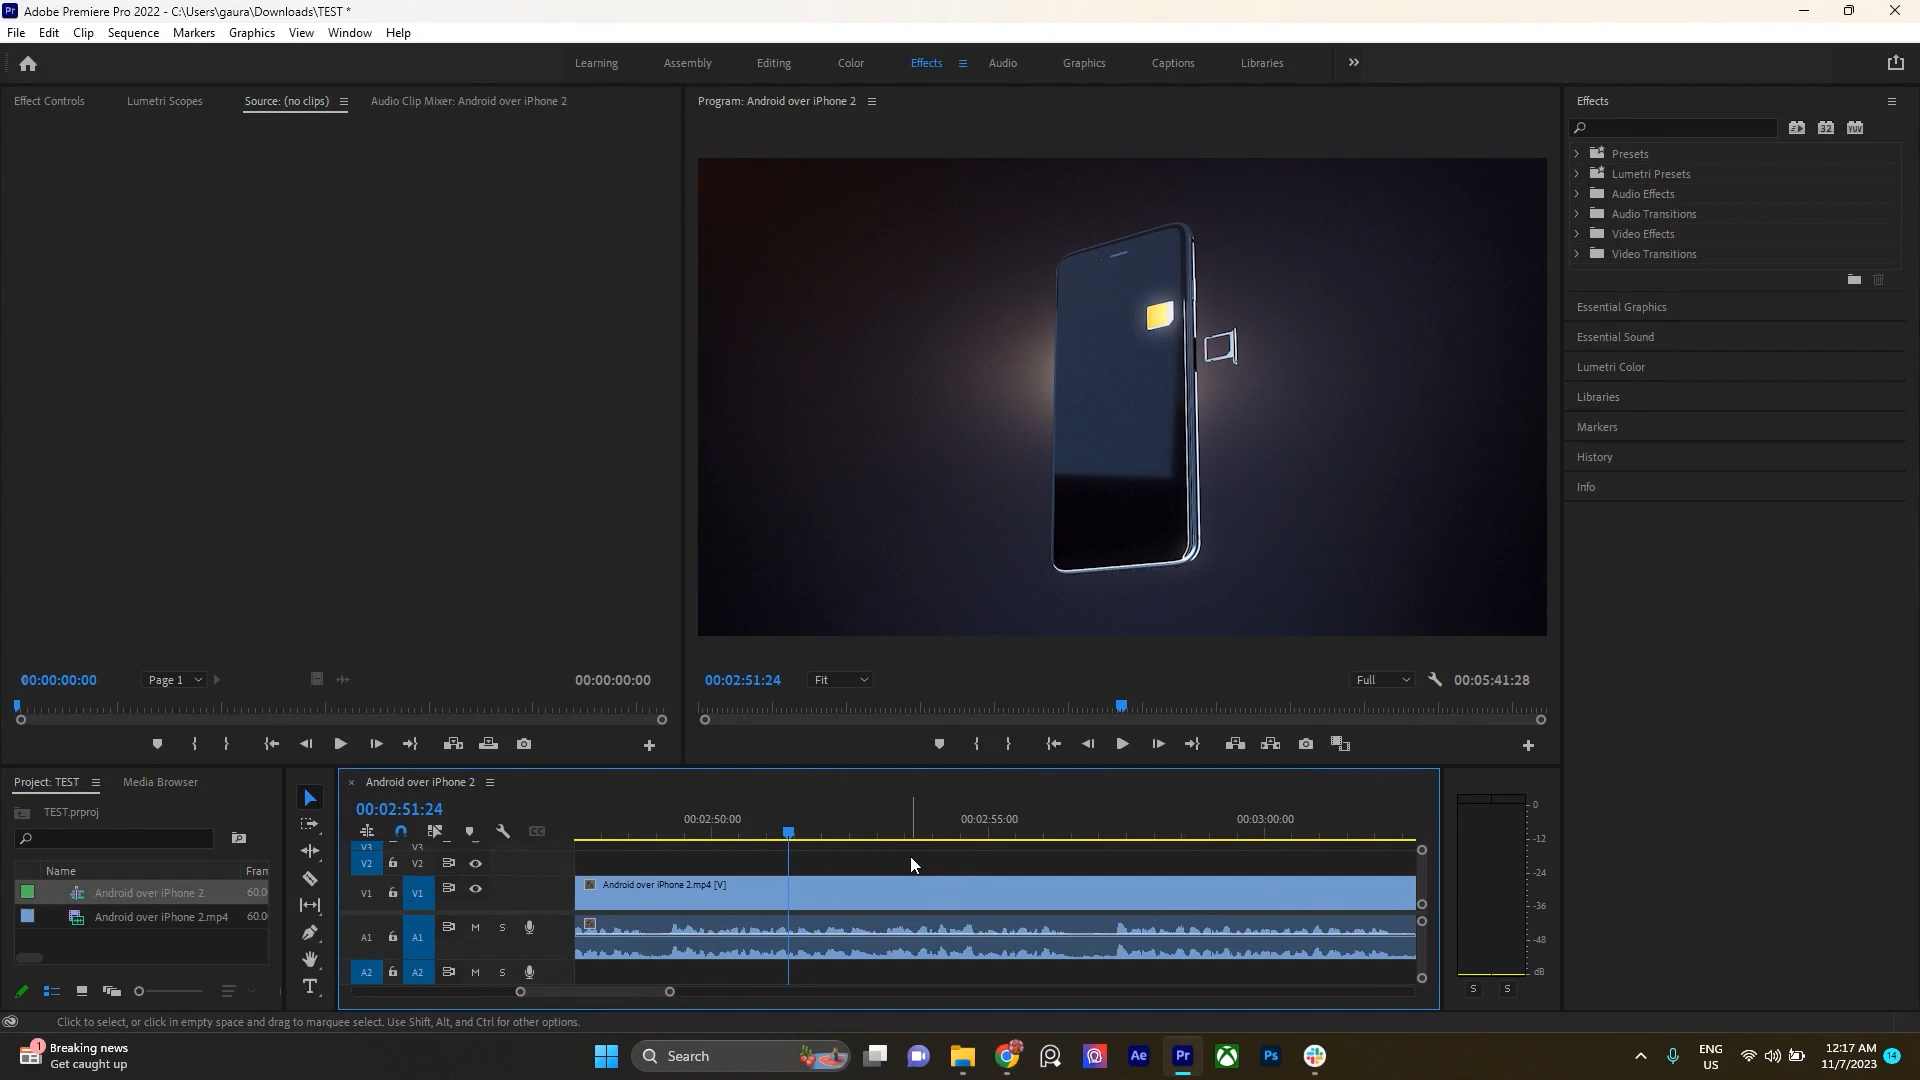 Pr Adobe Premiere Pro 2022 - C:\Users\gaura\Downloads\TEST *
File Edit Clip Sequence Markers Graphics View Window Help
Learning Assembly Editing Color Effects Audio Graphics Captions Libraries
Effect Controls Lumetri Scopes Source: (no clips) Audio Clip Mixer: Android over iPhone 2
Program: Android over iPhone 2
Effects
32 YUV
Presets
Lumetri Presets
Audio Effects
Audio Transitions
Video Effects
Video Transitions
Essential Graphics
Essential Sound
Lumetri Color
Libraries
Markers
History
Info
00:00:00:00 Page 1 00:00:00:00
00:02:51:24 Fit Full 00:05:41:28
Project: TEST Media Browser
TEST.prproj
Name Fran
Android over iPhone 2 60.0
Android over iPhone 2.mp4 60.0
Android over iPhone 2
00:02:51:24
00:02:50:00 00:02:55:00 00:03:00:00
V3 V3
V2 V2
V1 V1 Android over iPhone 2.mp4 [V]
A1 A1 M S
A2 A2 M S
0
-12
-24
-36
-48
dB
S S
Click to select, or click in empty space and drag to marquee select. Use Shift, Alt, and Ctrl for other options.
1 Breaking news
Get caught up
Search
Ae Pr Ps
ENG
US
12:17 AM
11/7/2023
14